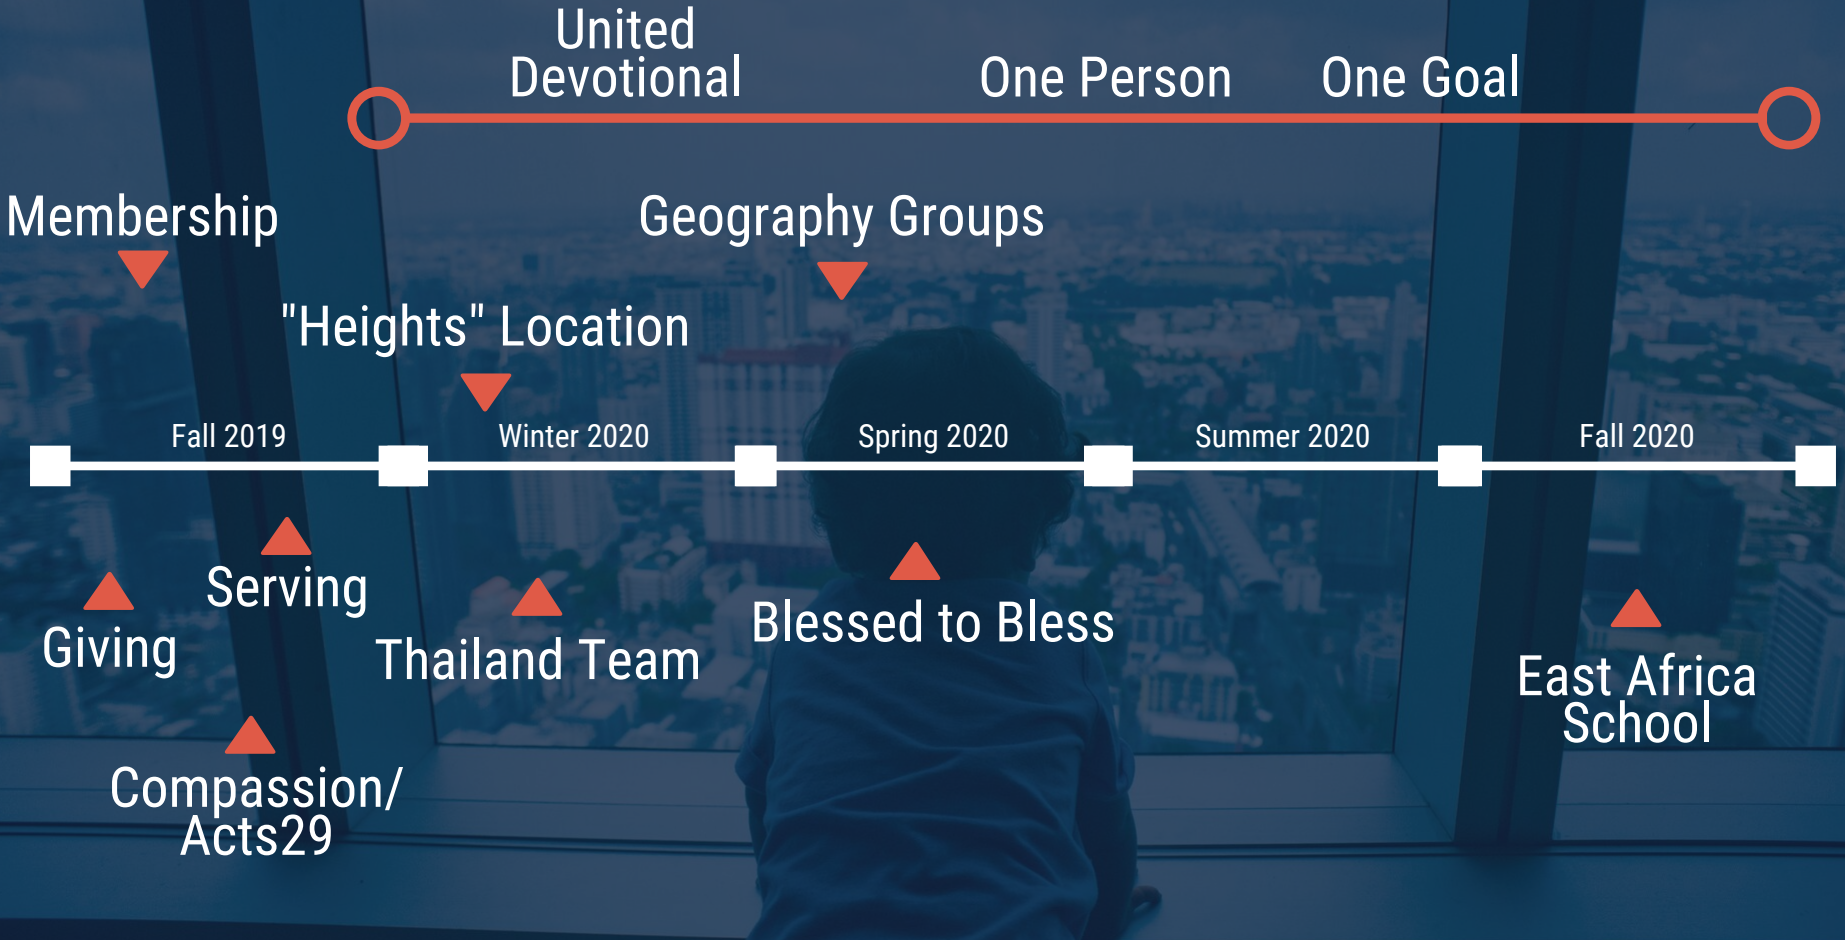 United
Devotional
One Person
One Goal
Membership
Geography Groups
"Heights" Location
Fall 2019
Winter 2020
Spring 2020
Summer 2020
Fall 2020
Serving
Giving
Thailand Team
Blessed to Bless
East Africa
School
Compassion/
Acts29